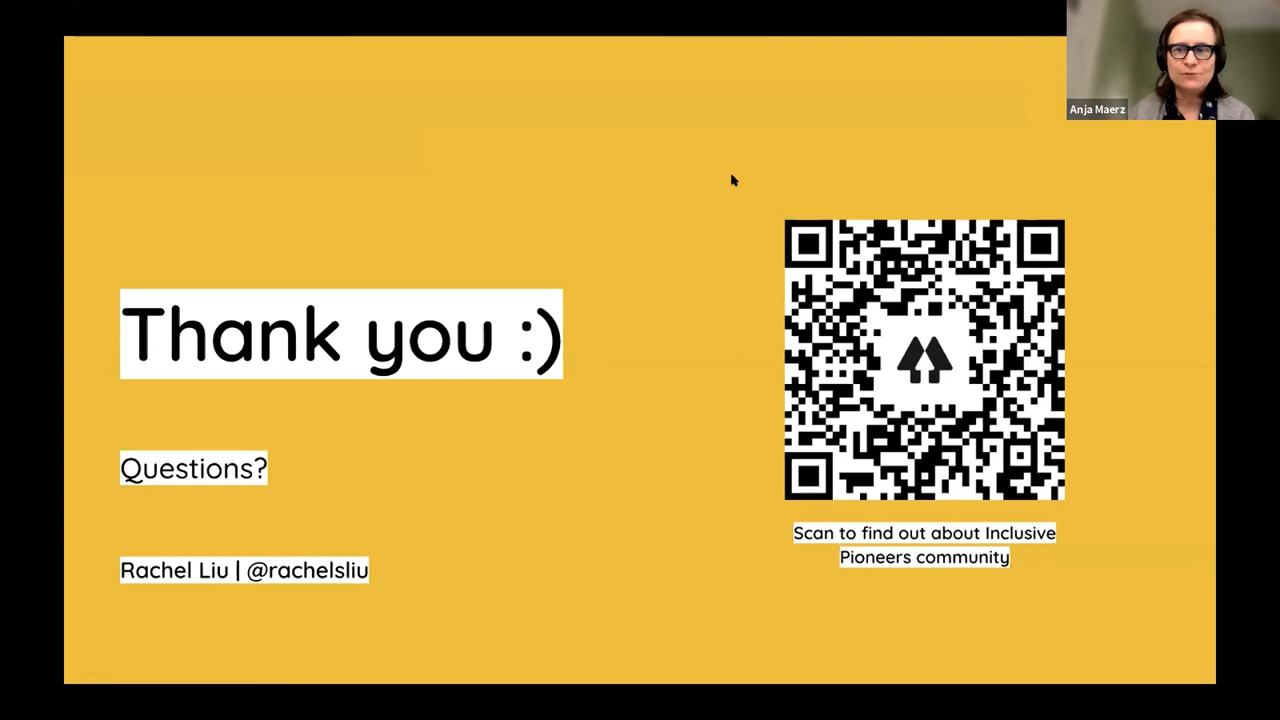 Anja Maerz
Thank you :)
Questions?
Rachel Liu | @rachelsliu
Scan to find out about Inclusive
Pioneers community